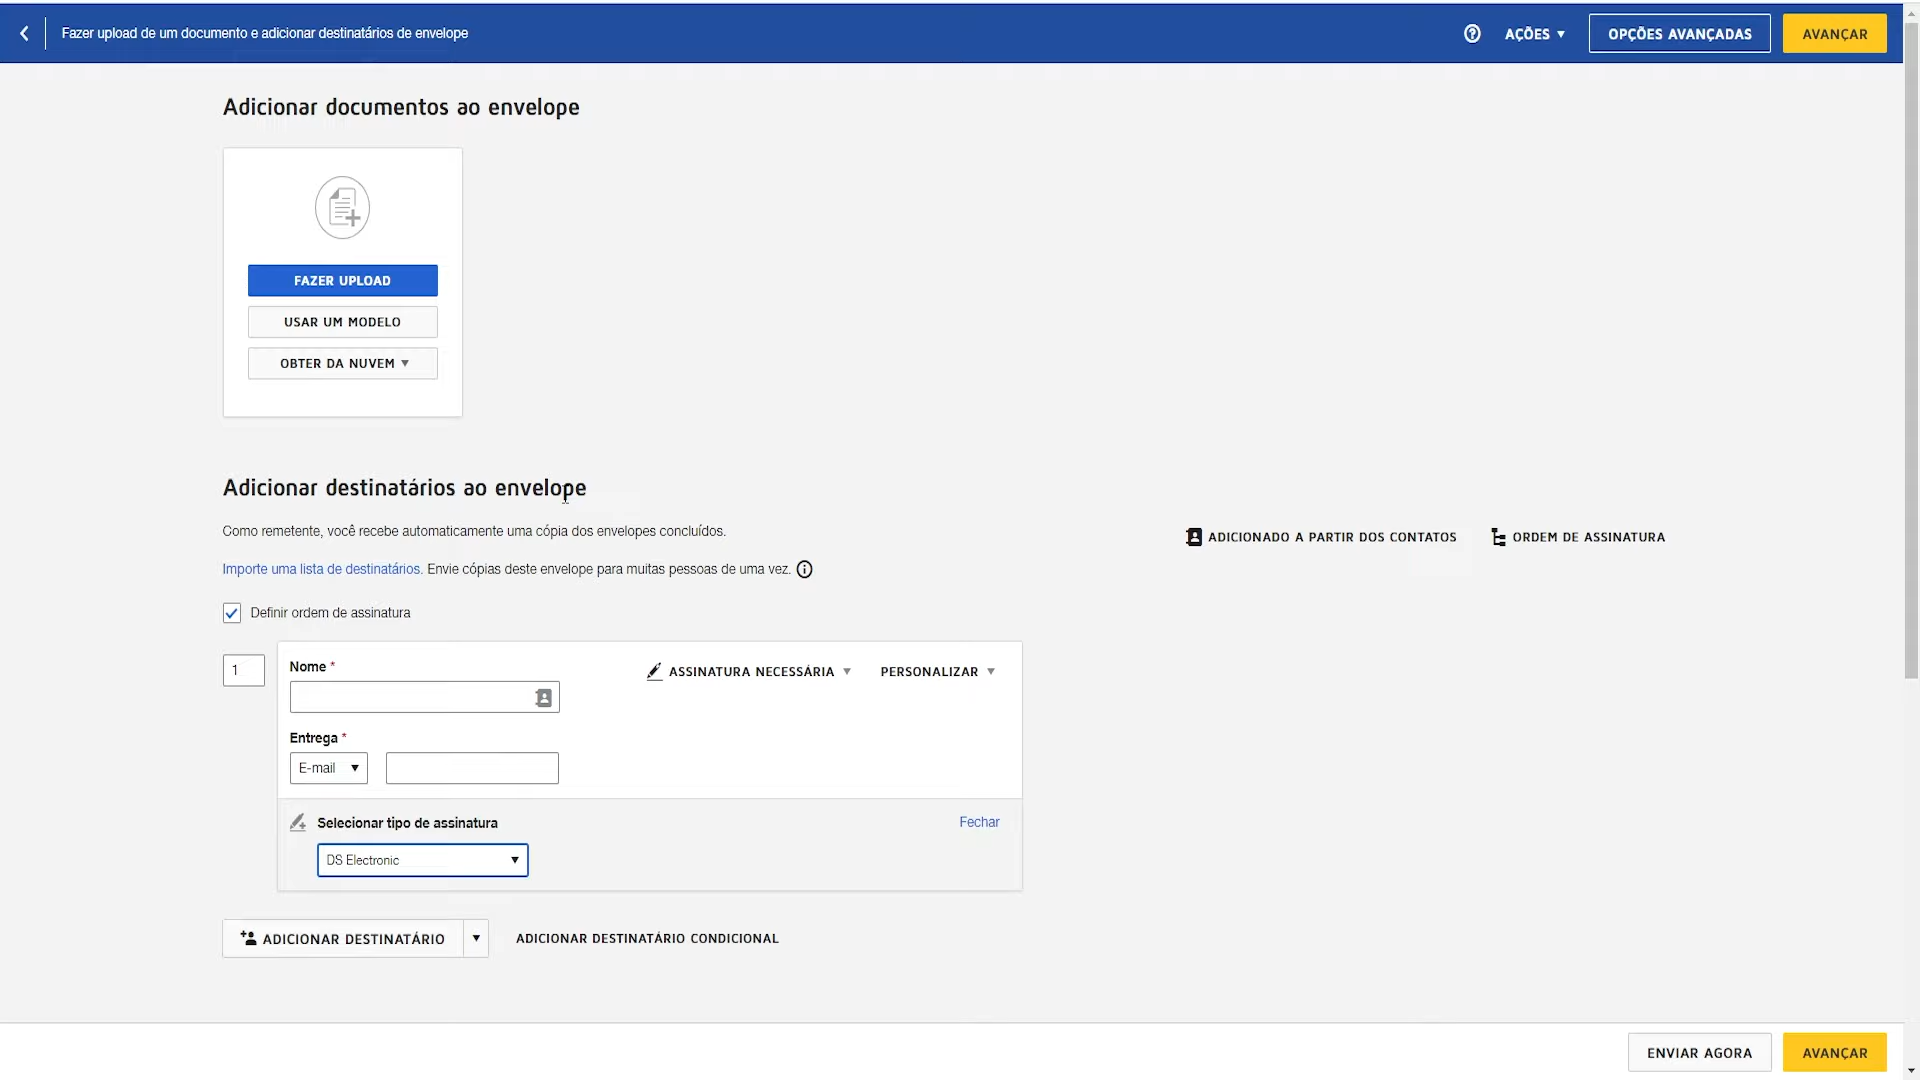 Fazer upload de um documento e adicionar destinatários de envelope
AÇÕES
OPÇÕES AVANÇADAS
AVANÇAR
Adicionar documentos ao envelope
FAZER UPLOAD
USAR UM MODELO
OBTER DA NUVEM
Adicionar destinatários ao envelope
Como remetente, você recebe automaticamente uma cópia dos envelopes concluídos.
ADICIONADO A PARTIR DOS CONTATOS
ORDEM DE ASSINATURA
Importe uma lista de destinatários. Envie cópias deste envelope para muitas pessoas de uma vez.
Definir ordem de assinatura
1
Nome *
ASSINATURA NECESSÁRIA
PERSONALIZAR
Entrega *
E-mail
Selecionar tipo de assinatura
Fechar
DS Electronic
ADICIONAR DESTINATÁRIO
ADICIONAR DESTINATÁRIO CONDICIONAL
ENVIAR AGORA
AVANÇAR